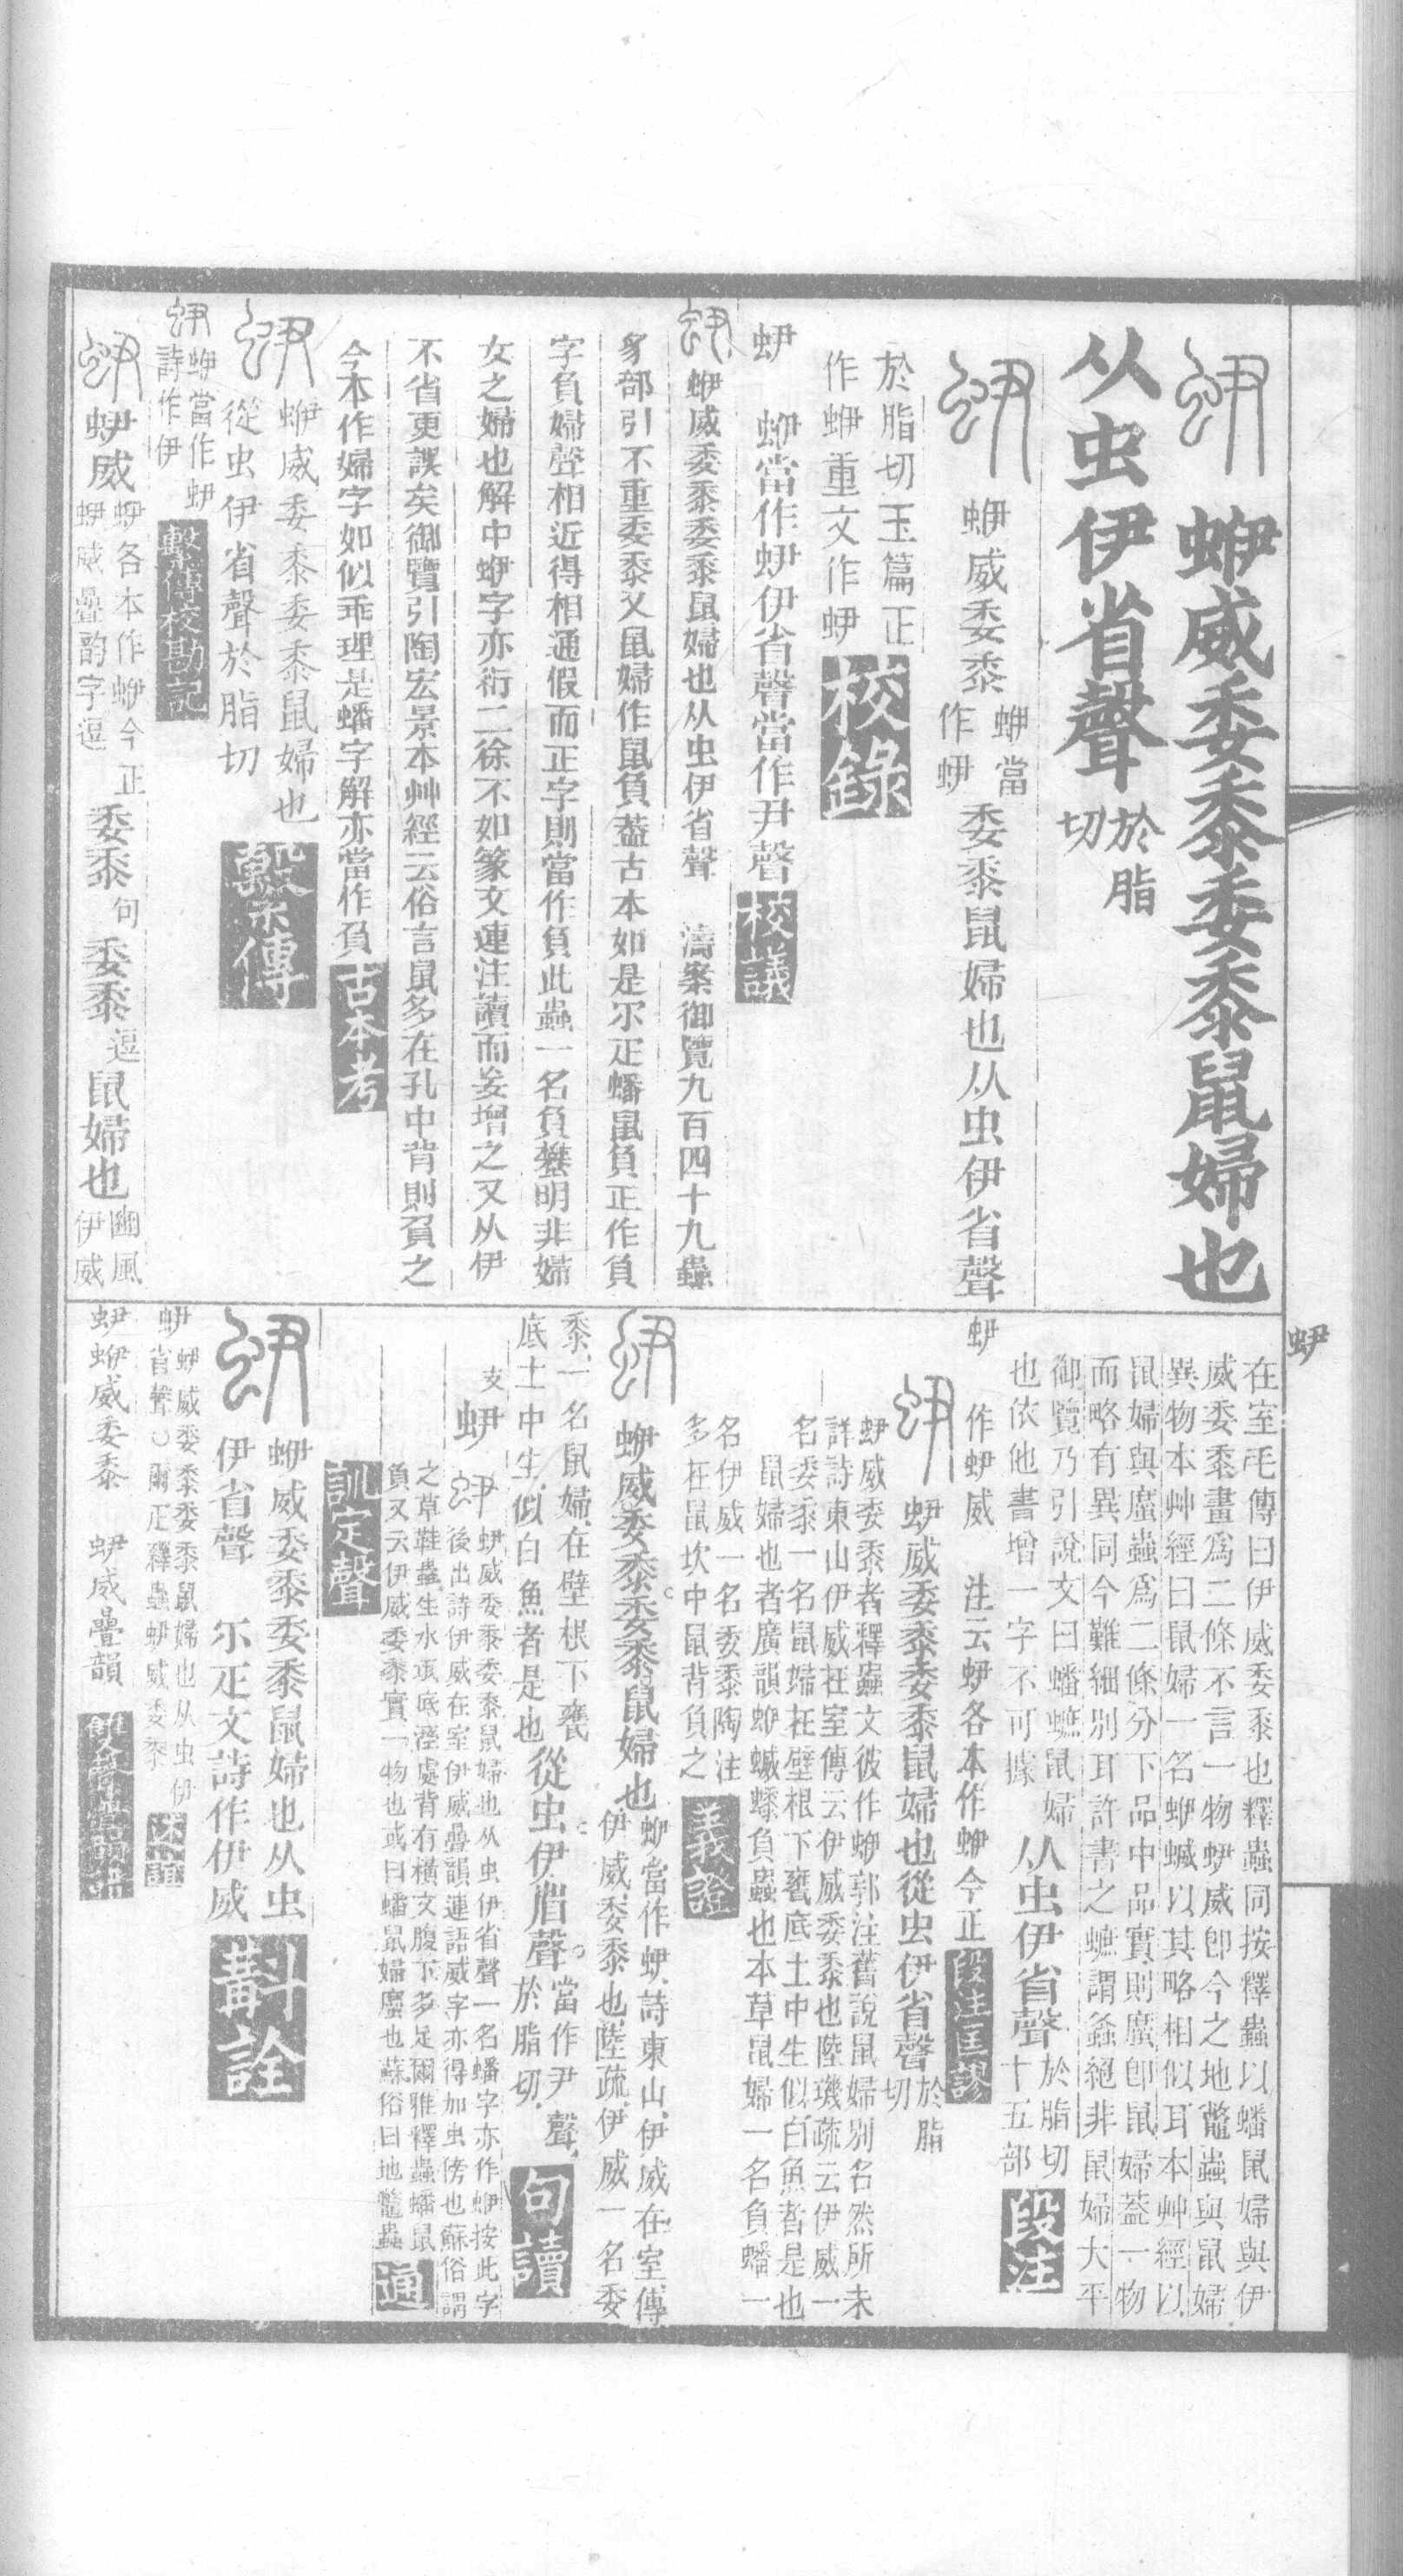 蛜威委黍委黍鼠婦也
从虫伊省聲於脂切
蛜威委黍蛜當作𧉅委黍鼠婦也从虫伊省聲
於脂切玉篇正
作蛜重文作𧉅校錄
𧉅 蛜當作𧉅伊省聲當作尹聲校議
蛜威委黍委黍鼠婦也从虫伊省聲 濤案御覽九百四十九蟲
豸部引不重委黍又鼠婦作鼠負葢古本如是尒疋蟠鼠負正作負
字負婦聲相近得相通假而正字則當作負此蟲一名負蠜明非婦
女之婦也解中蛜字亦衍二徐不如篆文連注讀而妄增之又从伊
不省更誤矣御覽引陶宏景本艸經云俗言鼠多在孔中背則負之
今本作婦字如似乖理是蟠字解亦當作負古本考
蛜威委黍委黍鼠婦也
從虫伊省聲於脂切繫傳
蛜當作𧉅
詩作伊繫傳校勘記
𧉅威𧉅各本作蛜今正𧉅威疊韵字逗委黍句委黍逗鼠婦也豳風伊威
𧉅
在室毛傳曰伊威委黍也釋蟲同按釋蟲以蟠鼠婦與伊
威委黍畫爲二條不言一物𧉅威卽今之地鼈蟲與鼠婦
異物本艸經曰鼠婦一名蛜蝛以其略相似耳本艸經以
鼠婦與䗪蟲爲二條分下品中品實則䗪卽鼠婦葢一物
而略有異同今難細別耳許書之蟅謂螽絕非鼠婦大平
御覽乃引說文曰蟠蟅鼠婦
也依他書增一字不可據从虫伊省聲於脂切十五部段注
𧉅 作𧉅威 注云𧉅各本作蛜今正段注匡謬
𧉅威委黍委黍鼠婦也從虫伊省聲於脂切
𧉅威委黍者釋蟲文彼作蛜郭注舊說鼠婦別名然所未
詳詩東山伊威在室傳云伊威委黍也陸璣疏云伊威一
名委黍一名鼠婦在壁根下甕底土中生似白魚者是也
鼠婦也者廣韻蛜蝛蟋負蟲也本草鼠婦一名負蟠一
名伊威一名委黍陶注
多在鼠坎中鼠背負之義證
蛜威委黍委黍鼠婦也蛜當作𧉅詩東山伊威在室傳
伊威委黍也陸疏伊威一名委
黍一名鼠婦在壁根下甕
底土中生似白魚者是也從虫伊省聲當作尹聲於脂切句讀
支
𧉅 𧉅威委黍委黍鼠婦也从虫伊省聲一名蟠字亦作蛜按此字
後出詩伊威在室伊威疊韻連語威字亦得加虫傍也蘇俗謂
之草鞋蟲生水瓨底溼處背有橫文腹下多足爾雅釋蟲蟠鼠
負又云伊威委黍實一物也或曰蟠鼠婦䗪也蘇俗曰地鼈蟲通
訓定聲
蛜威委黍委黍鼠婦也从虫
伊省聲 尒疋文詩作伊威斠詮
𧉅 𧉅威委黍委黍鼠婦也从虫伊
省聲○爾正釋蟲𧉅威委黍
𧉅蛜威委黍 𧉅威疊韻